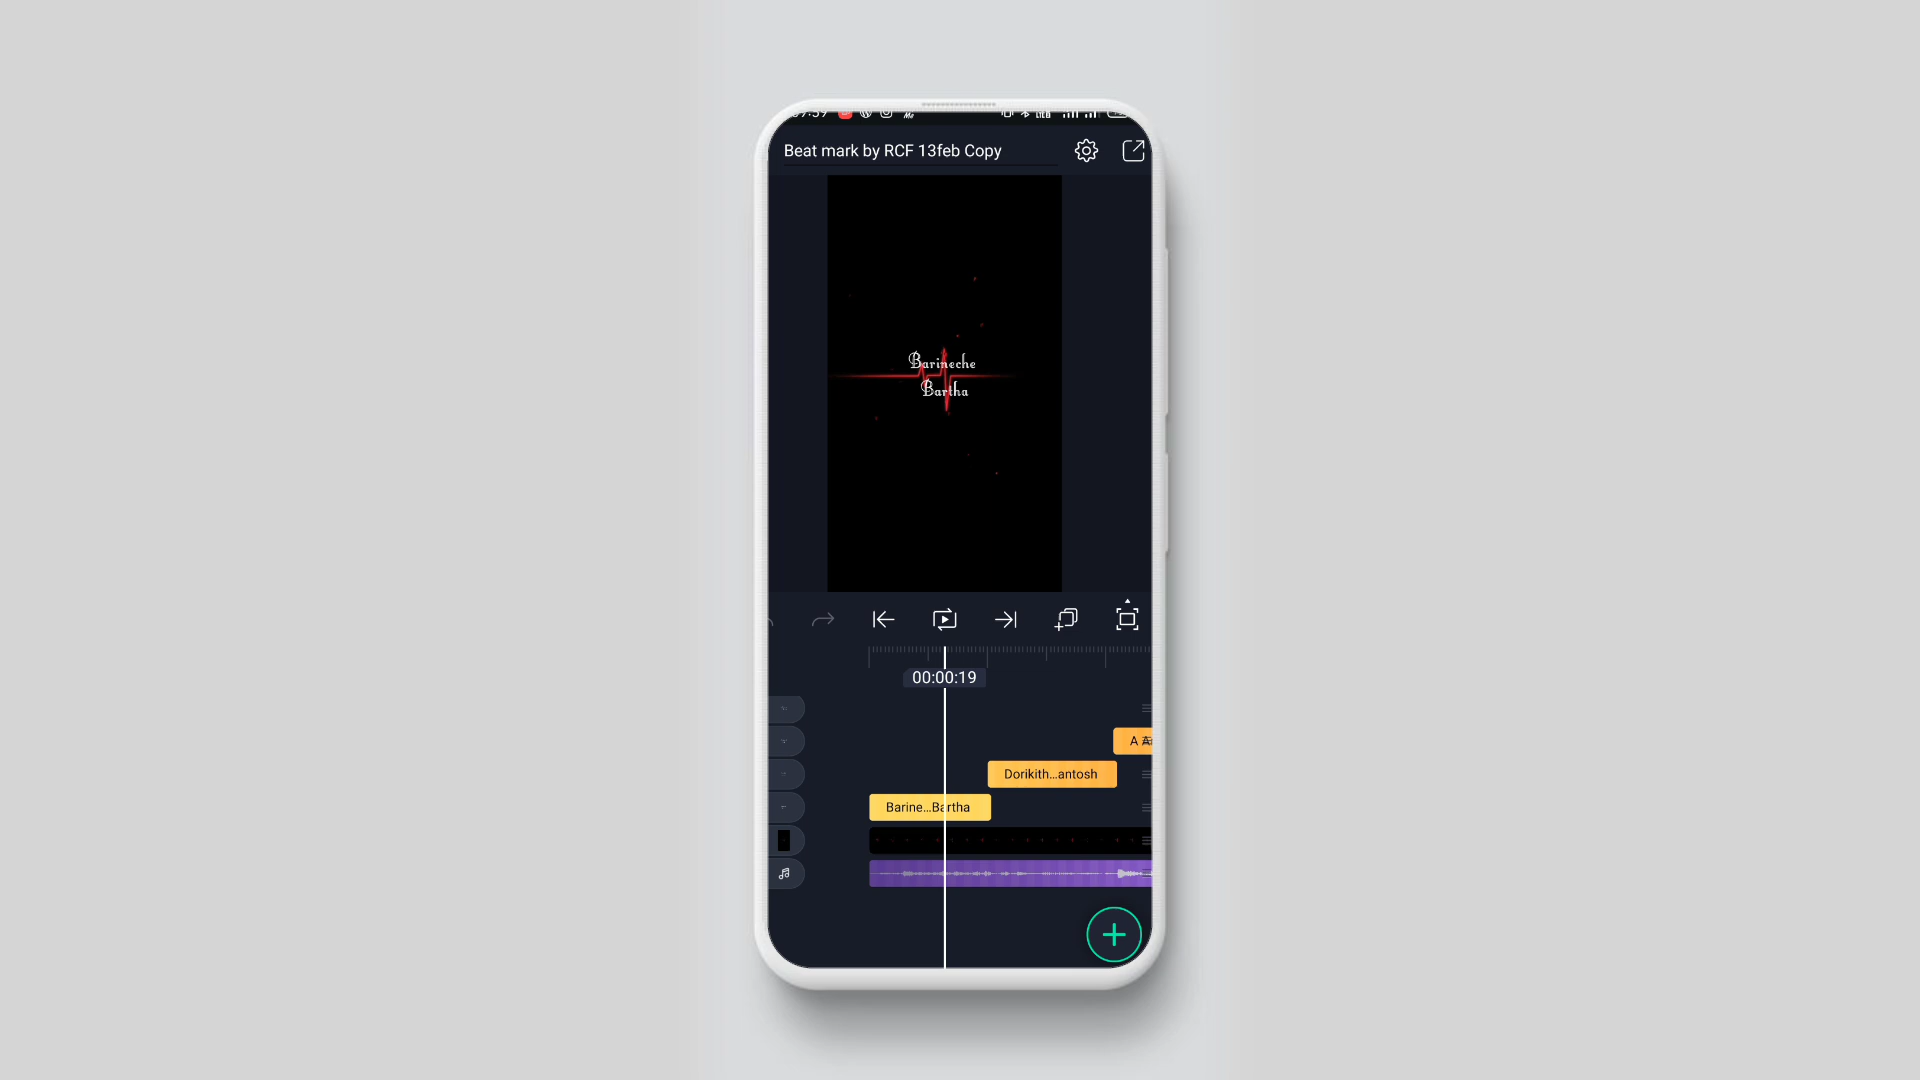 Beat mark by RCF 13feb Copy
Barineche
Bartha
00:00:19
Dorikith...antosh
Barine...Bartha